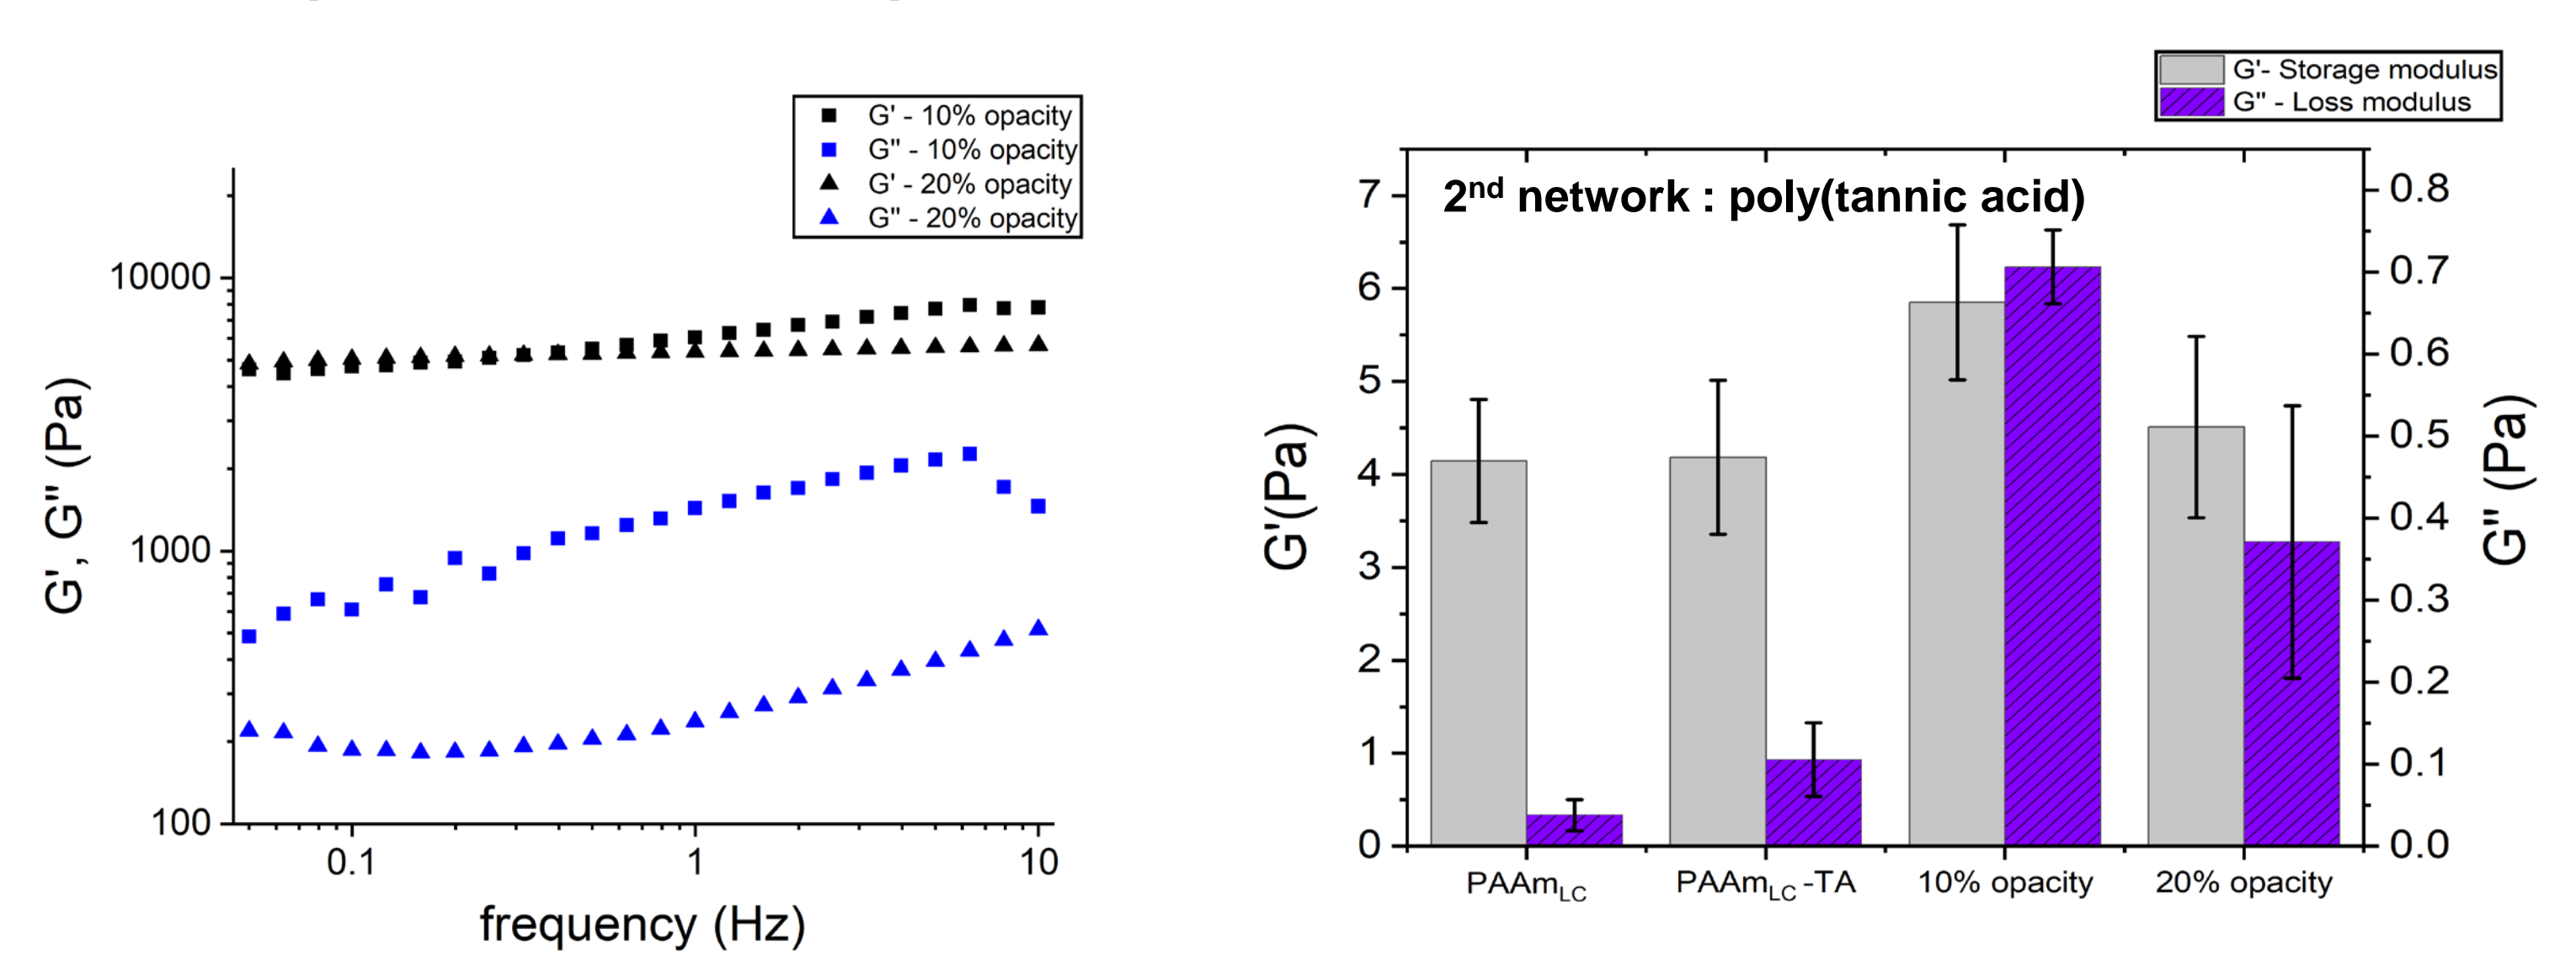 G' - 10% opacity
G" - 10% opacity
G' - 20% opacity
G" - 20% opacity
10000
1000
100
G', G" (Pa)
0.1 1 10
frequency (Hz)
G'- Storage modulus
G" - Loss modulus
2nd network : poly(tannic acid)
7
6
5
4
3
2
1
0
G'(Pa)
0.8
0.7
0.6
0.5
0.4
0.3
0.2
0.1
0.0
G" (Pa)
PAAmLC PAAmLC-TA 10% opacity 20% opacity